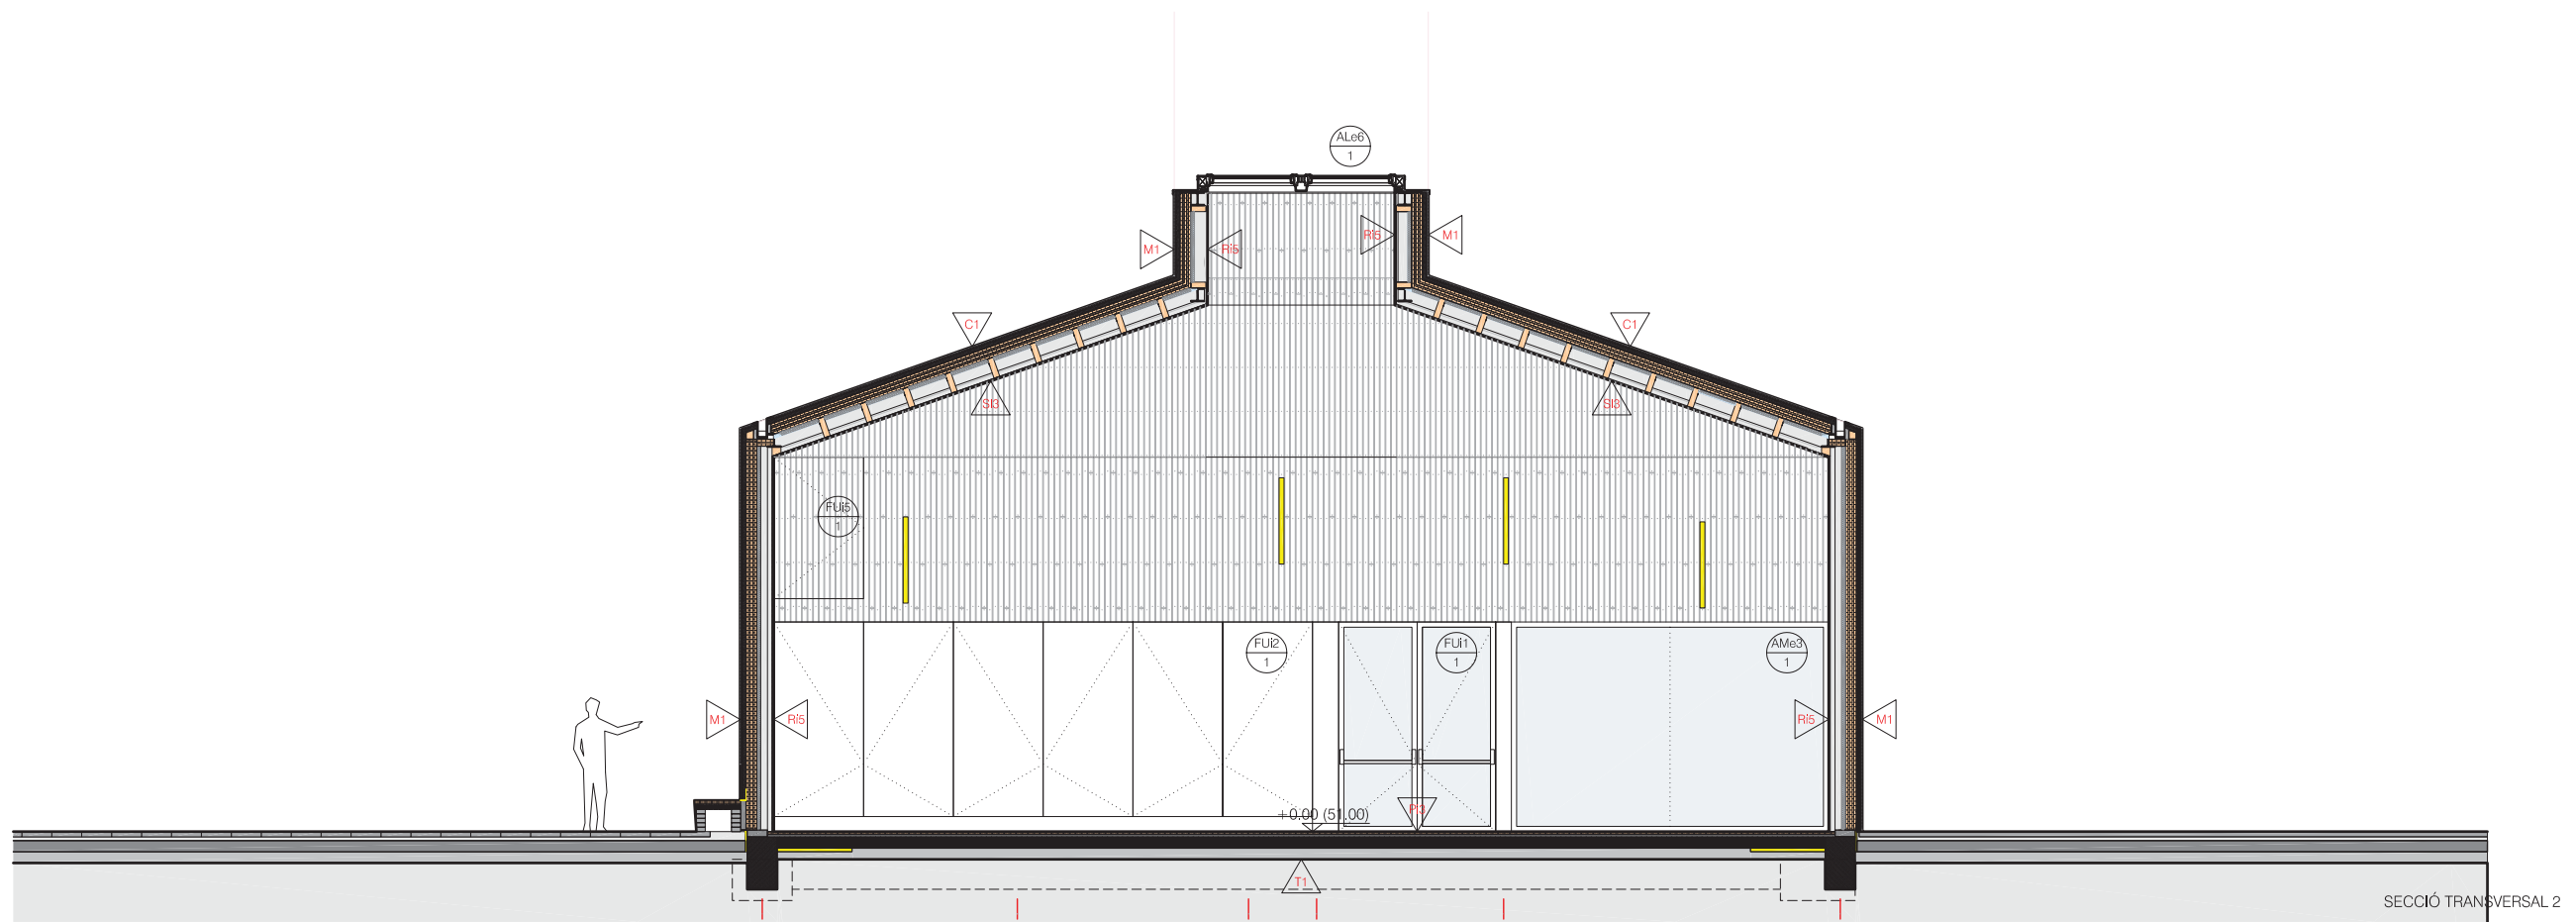 ALe6
1
Ri5
M1
M1
Ri5
C1
C1
SI3
SI3
FUi5
1
FUi2
1
FUi1
1
AMe3
1
M1
Ri5
Ri5
M1
+0.00 (51.00)
T1
SECCIÓ TRANSVERSAL 2